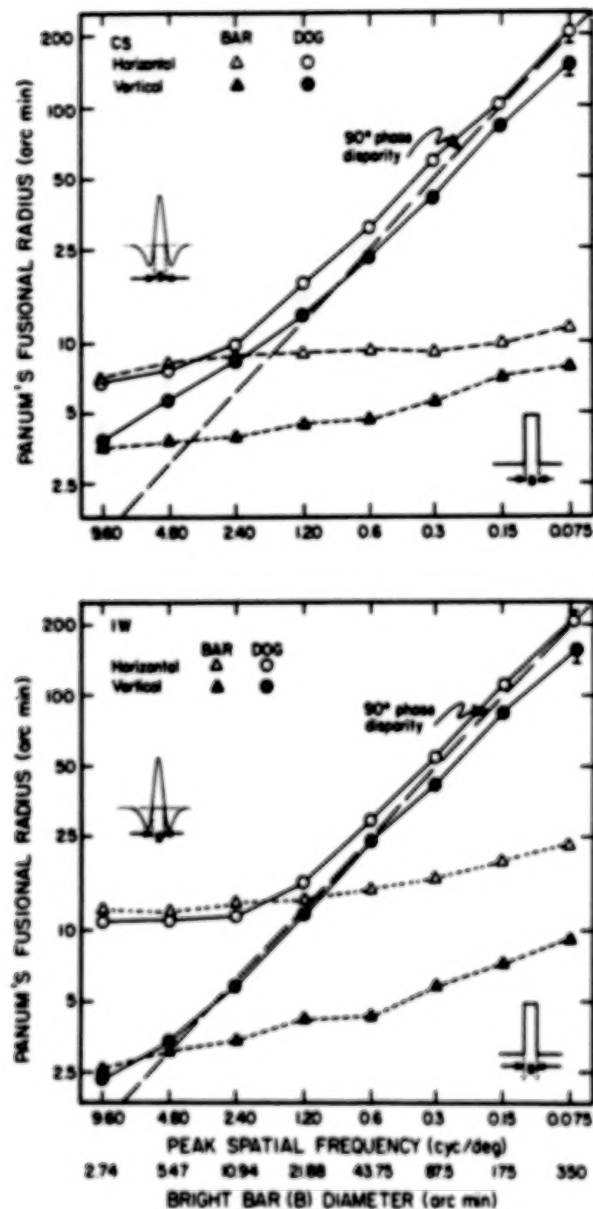 CS
BAR DOG
Horizontal
Vertical
90° phase
disparity
PANUM'S FUSIONAL RADIUS (arc min)
200
100
50
25
10
5
2.5
9.60 4.80 2.40 1.20 0.6 0.3 0.15 0.075
IW
BAR DOG
Horizontal
Vertical
90° phase
disparity
PANUM'S FUSIONAL RADIUS (arc min)
200
100
50
25
10
5
2.5
9.60 4.80 2.40 1.20 0.6 0.3 0.15 0.075
PEAK SPATIAL FREQUENCY (cyc/deg)
2.74 5.47 10.94 21.88 43.75 87.5 175 350
BRIGHT BAR (B) DIAMETER (arc min)